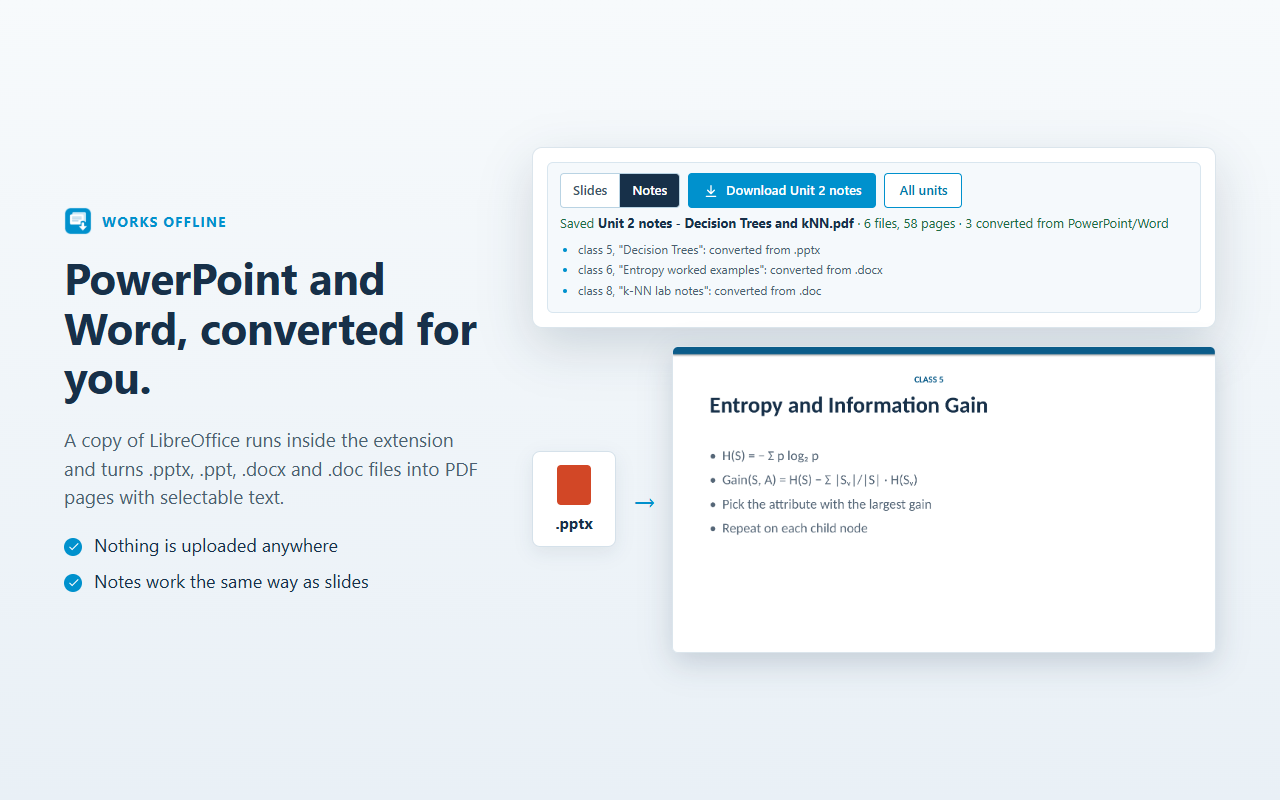 WORKS OFFLINE
PowerPoint and
Word, converted for
you.
A copy of LibreOffice runs inside the extension
and turns .pptx, .ppt, .docx and .doc files into PDF
pages with selectable text.
Nothing is uploaded anywhere
Notes work the same way as slides
Slides Notes Download Unit 2 notes All units
Saved Unit 2 notes - Decision Trees and kNN.pdf · 6 files, 58 pages · 3 converted from PowerPoint/Word
• class 5, "Decision Trees": converted from .pptx
• class 6, "Entropy worked examples": converted from .docx
• class 8, "k-NN lab notes": converted from .doc
.pptx
→
CLASS 5
Entropy and Information Gain
• H(S) = − Σ p log₂ p
• Gain(S, A) = H(S) − Σ |Sᵥ|/|S| · H(Sᵥ)
• Pick the attribute with the largest gain
• Repeat on each child node